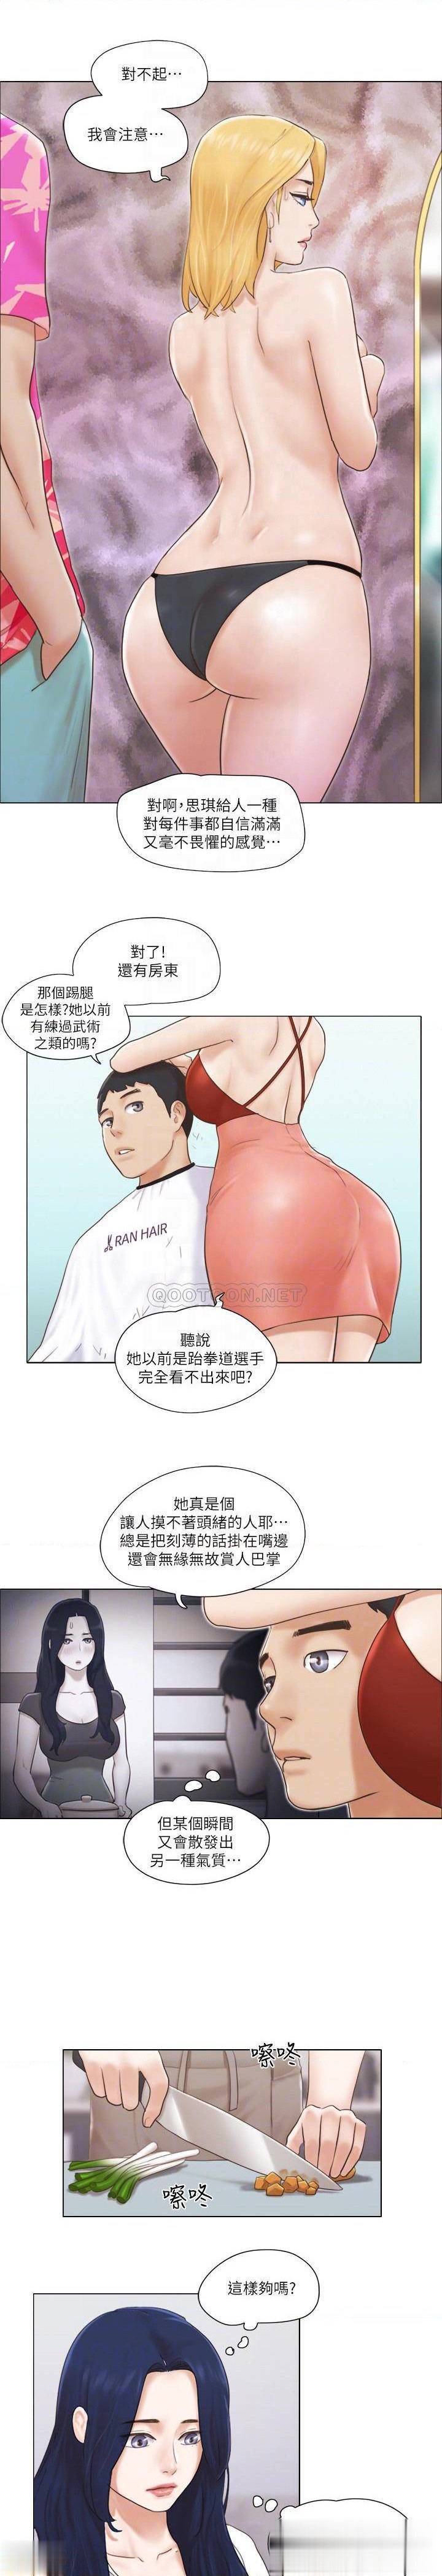 對不起…
我會注意…
對啊，思琪給人一種
對每件事都自信滿滿
又毫不畏懼的感覺…
對了!
還有房東
那個踢腿
是怎樣?她以前
有練過武術
之類的嗎?
RAN HAIR
QOOTOON.NET
聽說
她以前是跆拳道選手
完全看不出來吧?
她真是個
讓人摸不著頭緒的人耶…
總是把刻薄的話掛在嘴邊
還會無緣無故賞人巴掌
但某個瞬間
又會散發出
另一種氣質…
嚓咚
嚓咚
這樣夠嗎?